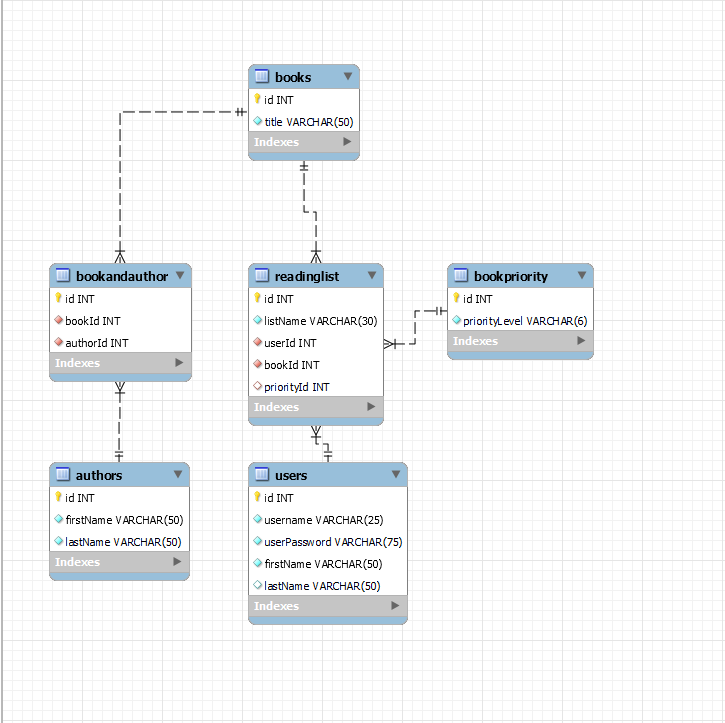 books
id INT
title VARCHAR(50)
Indexes
bookandauthor
id INT
bookId INT
authorId INT
Indexes
readinglist
id INT
listName VARCHAR(30)
userId INT
bookId INT
priorityId INT
Indexes
bookpriority
id INT
priorityLevel VARCHAR(6)
Indexes
authors
id INT
firstName VARCHAR(50)
lastName VARCHAR(50)
Indexes
users
id INT
username VARCHAR(25)
userPassword VARCHAR(75)
firstName VARCHAR(50)
lastName VARCHAR(50)
Indexes